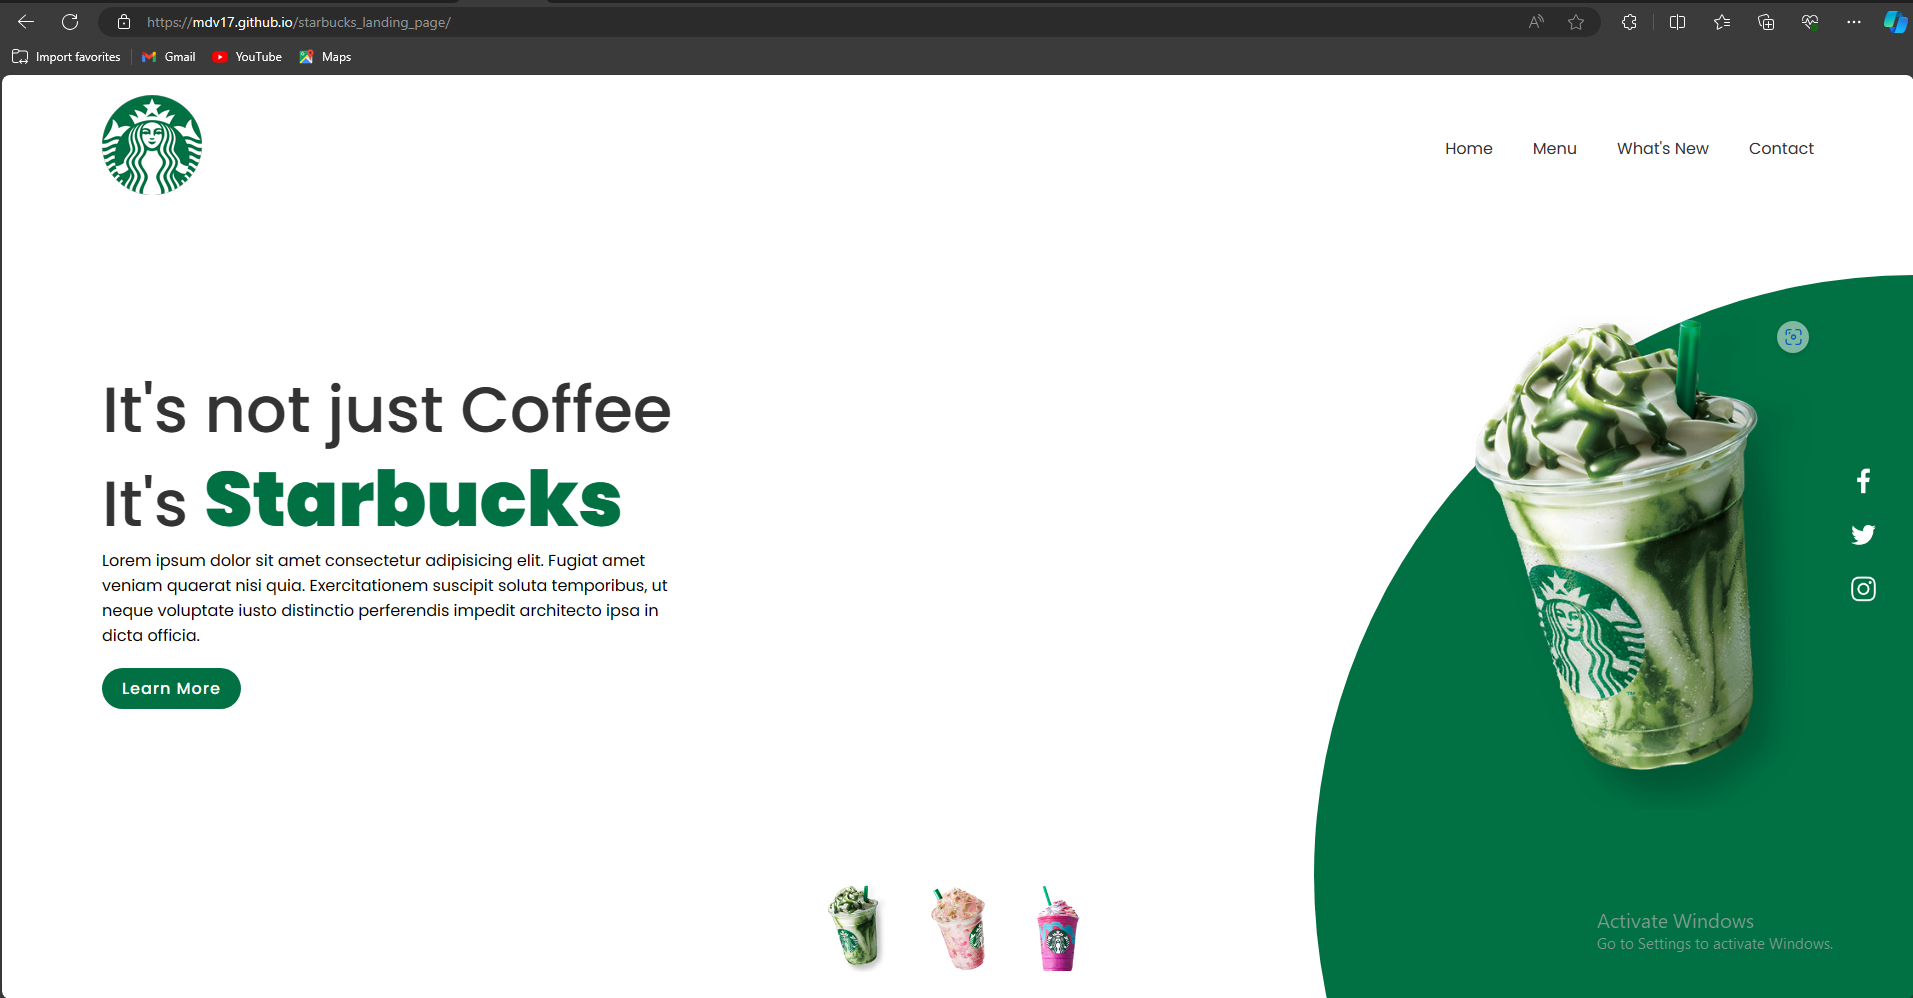 https://mdv17.github.io/starbucks_landing_page/
Import favorites
Gmail
YouTube
Maps
Home
Menu
What's New
Contact
It's not just Coffee
It's Starbucks
Lorem ipsum dolor sit amet consectetur adipisicing elit. Fugiat amet
veniam quaerat nisi quia. Exercitationem suscipit soluta temporibus, ut
neque voluptate iusto distinctio perferendis impedit architecto ipsa in
dicta officia.
Learn More
Activate Windows
Go to Settings to activate Windows.